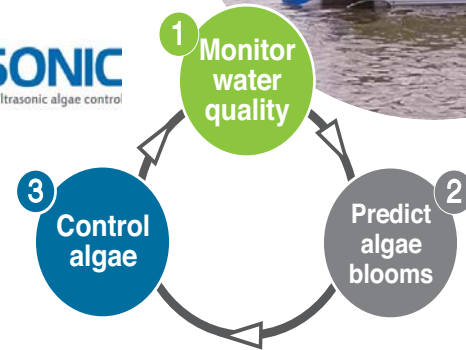 SONIC
ltrasonic algae control
1
Monitor
water
quality
2
Predict
algae
blooms
3
Control
algae